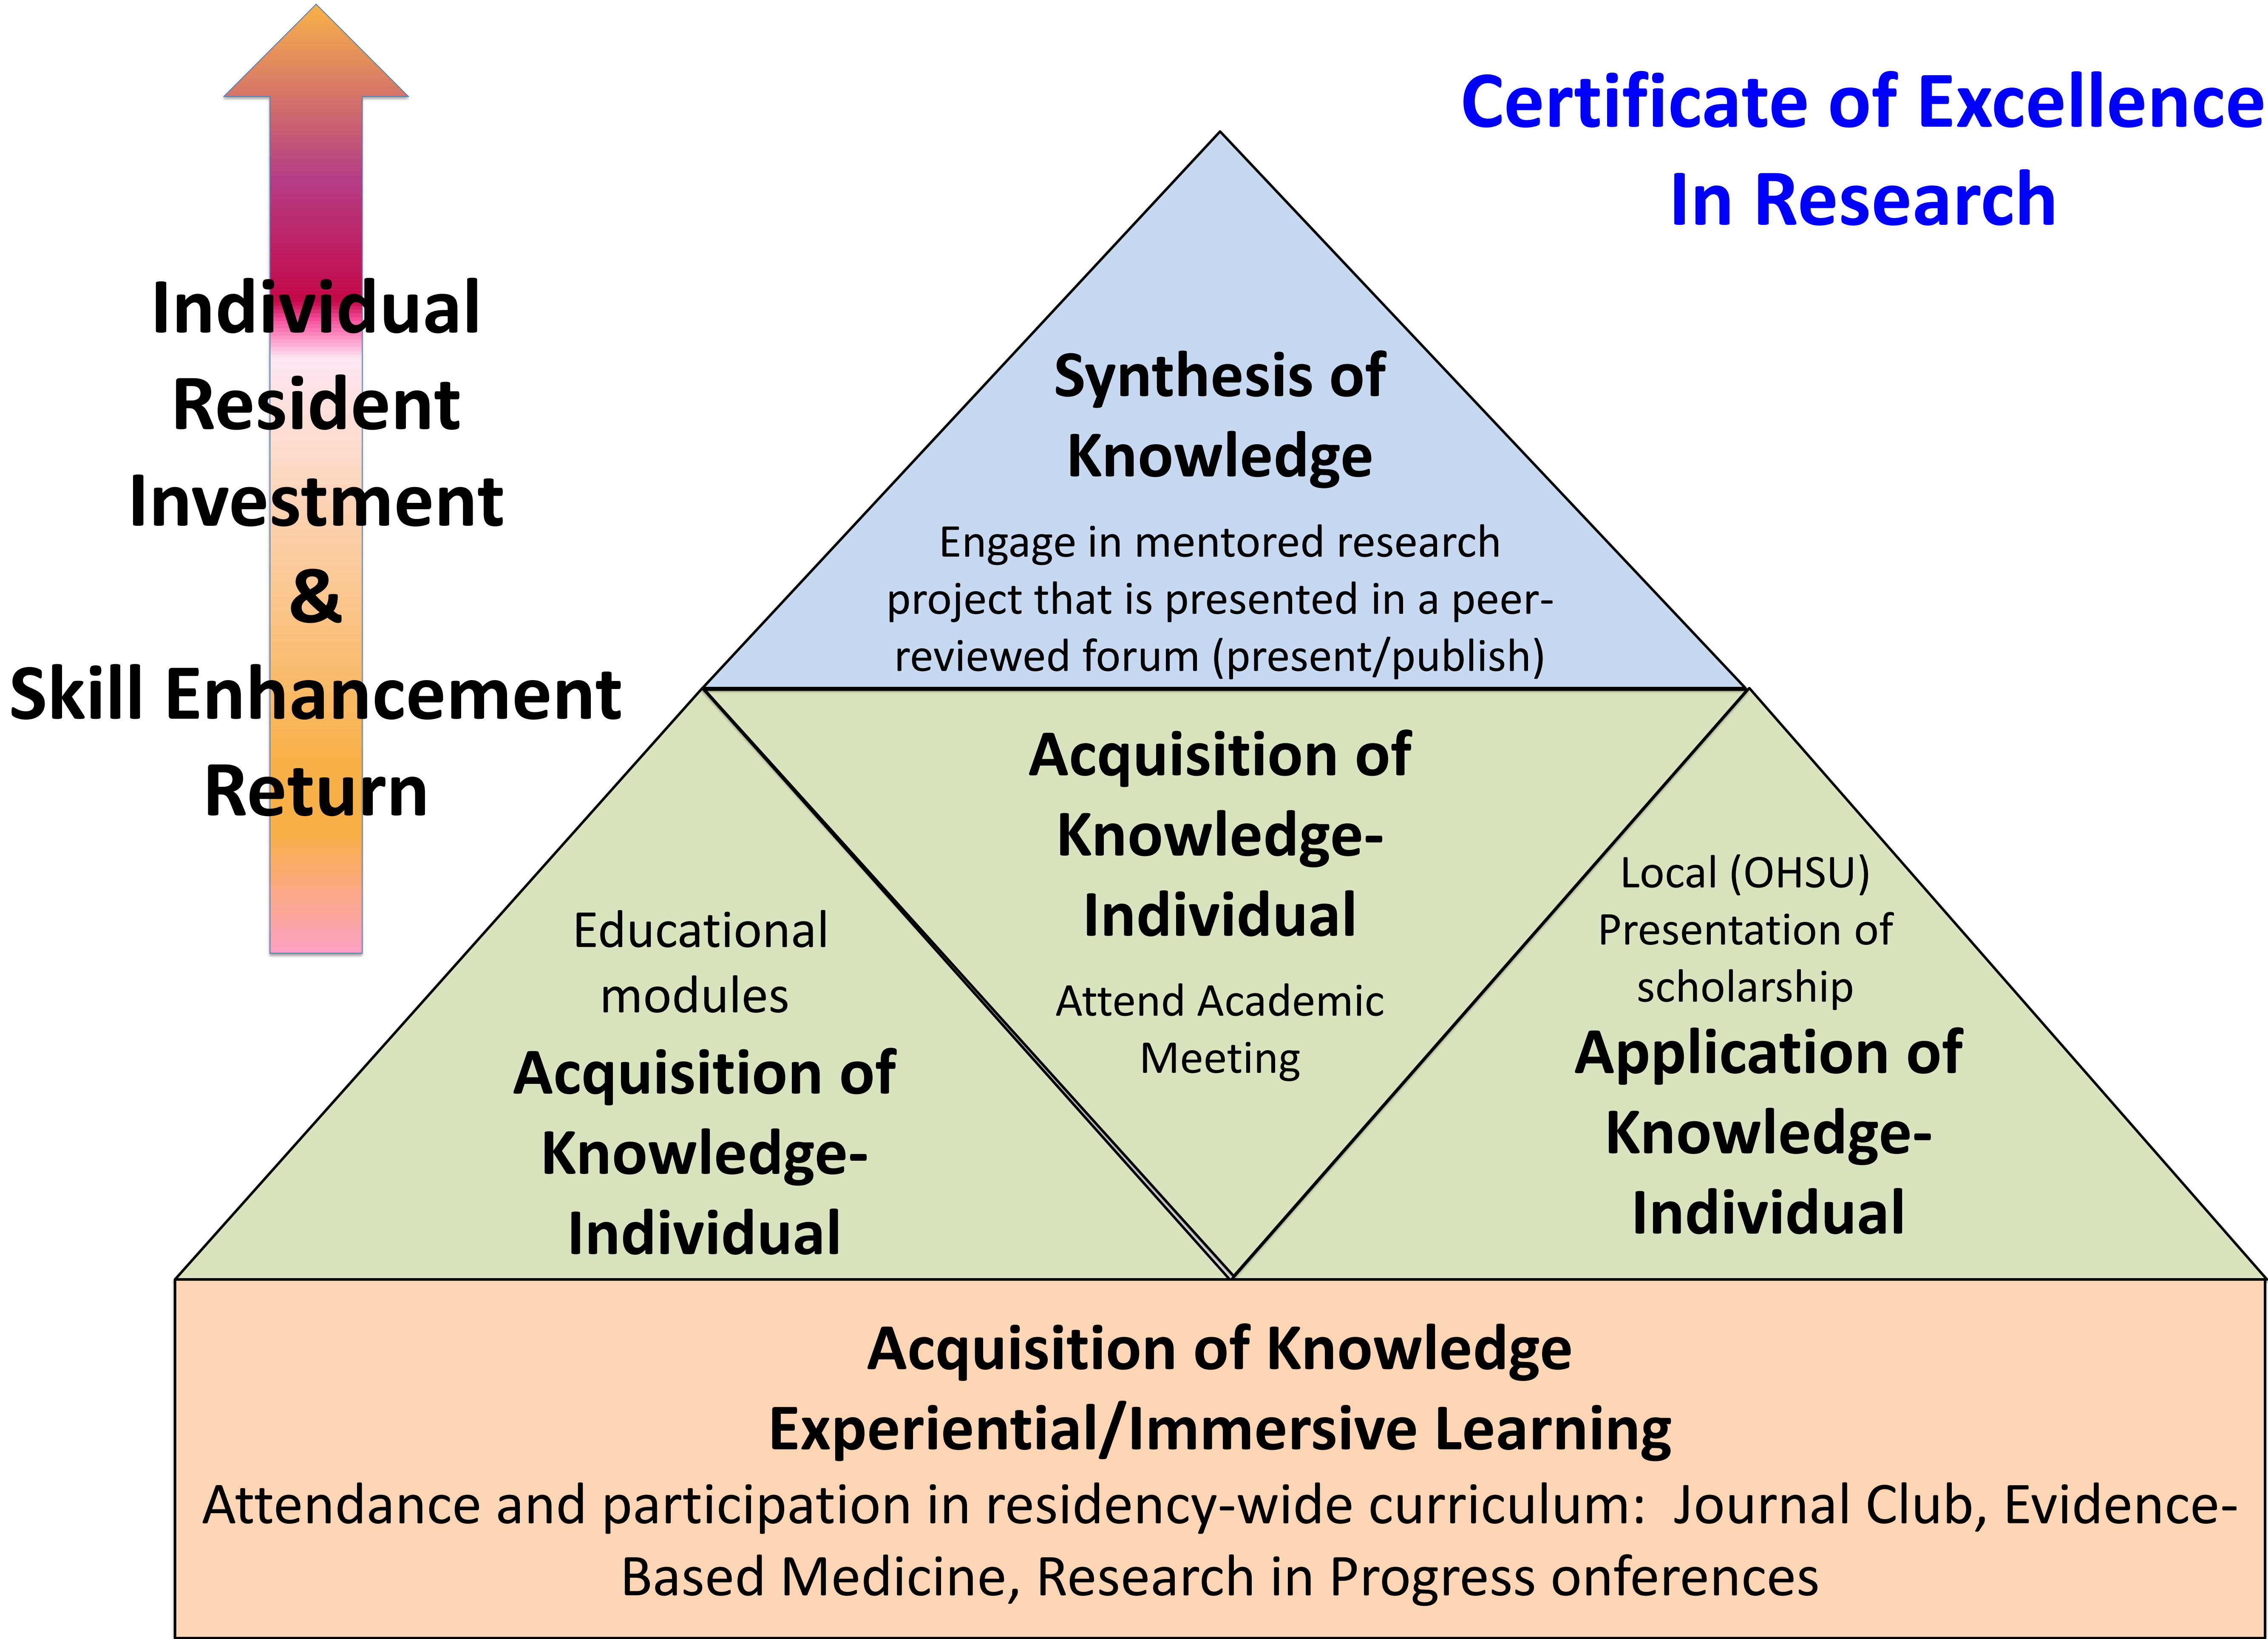 Certificate of Excellence
In Research
Individual
Resident
Investment
&
Skill Enhancement
Return
Synthesis of
Knowledge
Engage in mentored research
project that is presented in a peer-
reviewed forum (present/publish)
Educational
modules
Acquisition of
Knowledge-
Individual
Acquisition of
Knowledge-
Individual
Attend Academic
Meeting
Local (OHSU)
Presentation of
scholarship
Application of
Knowledge-
Individual
Acquisition of Knowledge
Experiential/Immersive Learning
Attendance and participation in residency-wide curriculum:  Journal Club, Evidence-
Based Medicine, Research in Progress onferences